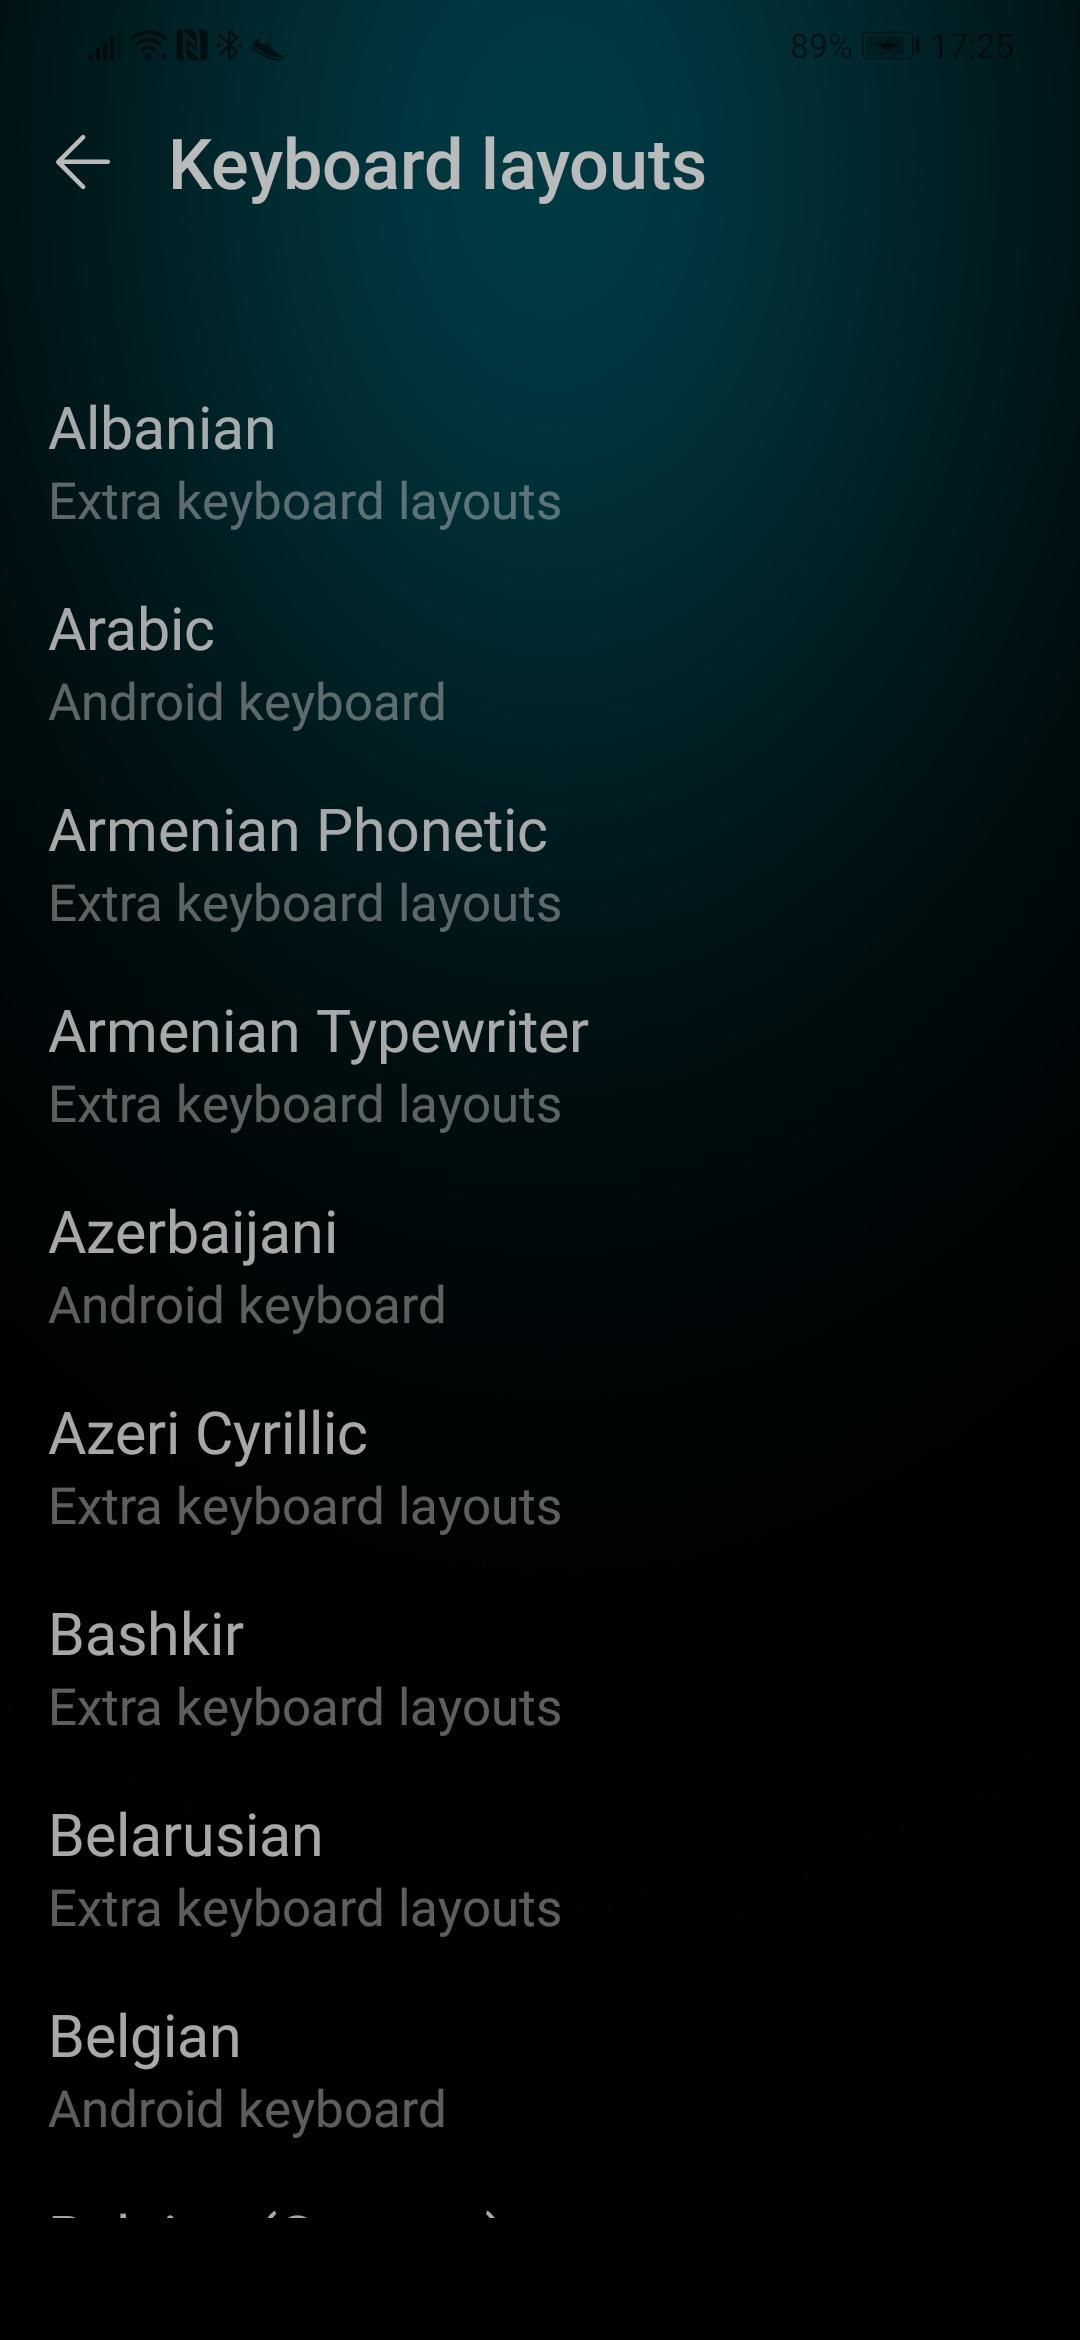 89% 17:25
Keyboard layouts
Albanian
Extra keyboard layouts
Arabic
Android keyboard
Armenian Phonetic
Extra keyboard layouts
Armenian Typewriter
Extra keyboard layouts
Azerbaijani
Android keyboard
Azeri Cyrillic
Extra keyboard layouts
Bashkir
Extra keyboard layouts
Belarusian
Extra keyboard layouts
Belgian
Android keyboard